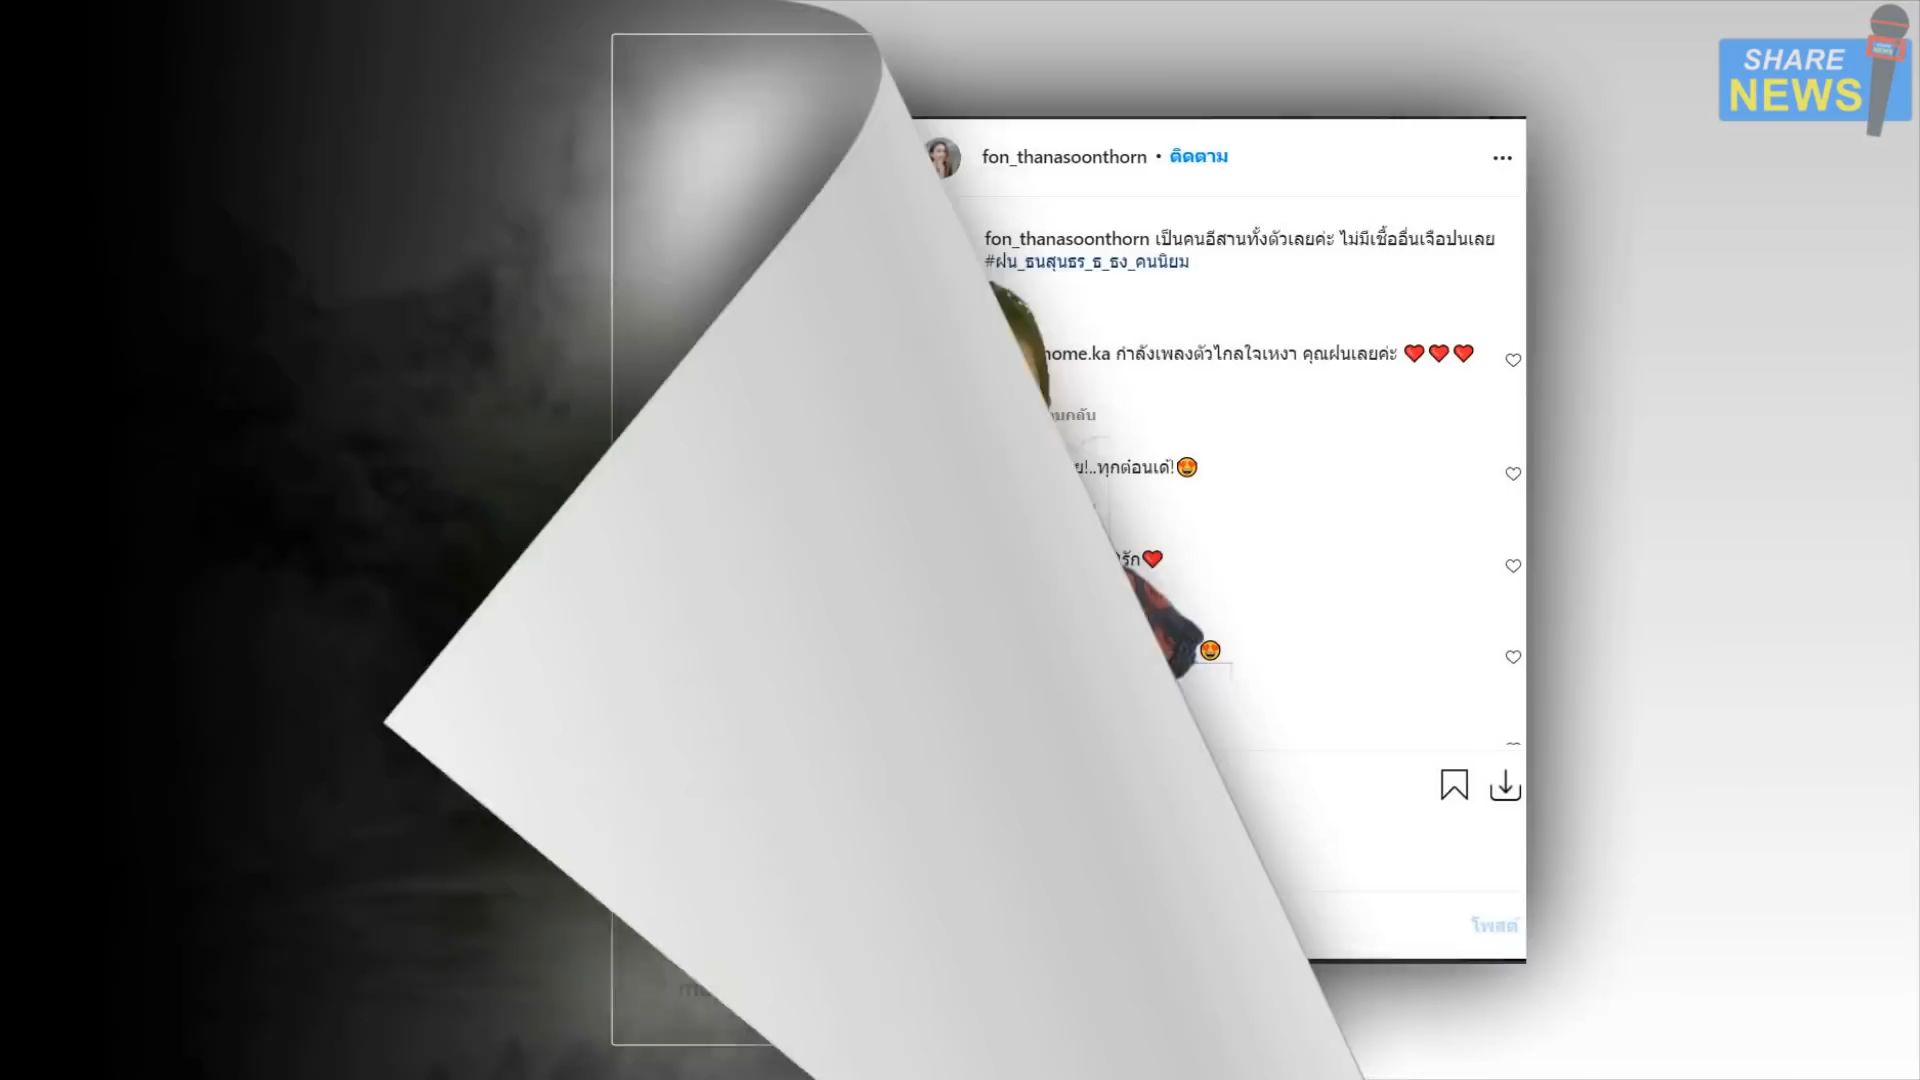 SHARE
NEWS
fon_thanasoonthorn • ติดตาม
fon_thanasoonthorn เป็นคนอีสานทั้งตัวเลยค่ะ ไม่มีเชื้ออื่นเจือปนเลย
#ฝน_ธนสุนธร_ธ_ธง_คนนิยม
home.ka กำลังเพลงตัวไกลใจเหงา คุณฝนเลยค่ะ ❤️❤️❤️
!..ทุกต๋อนเด้!😍
รัก❤️
😍
โพสต์